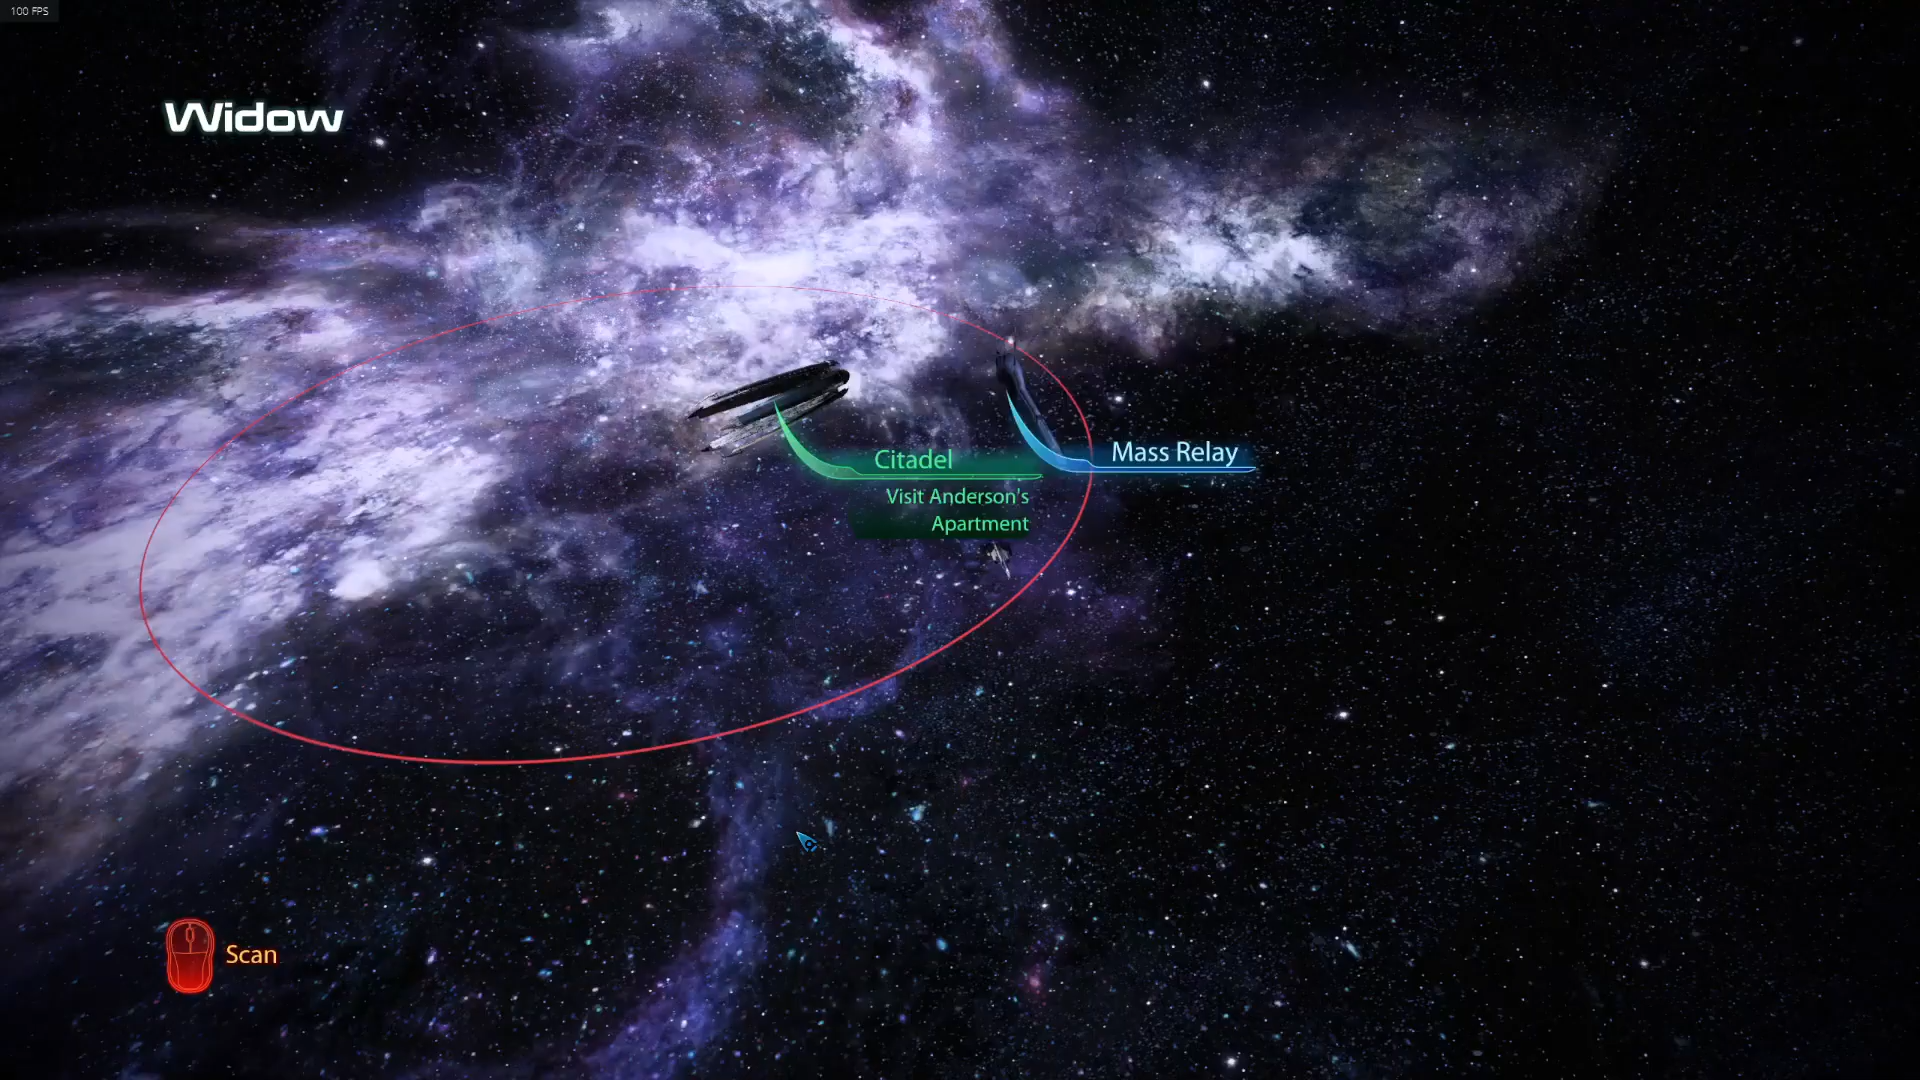 100 FPS
Widow
Citadel
Visit Anderson's
Apartment
Mass Relay
Scan